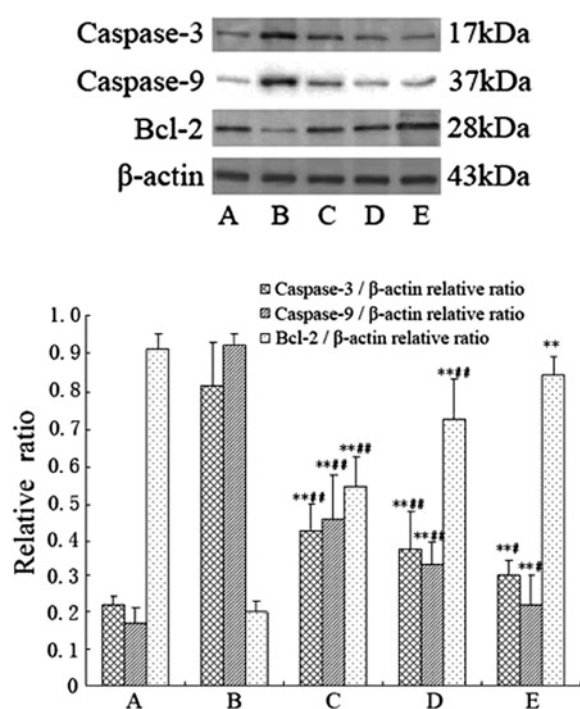 Caspase-3 17kDa
Caspase-9 37kDa
Bcl-2 28kDa
β-actin 43kDa
A B C D E
Caspase-3 / β-actin relative ratio
Caspase-9 / β-actin relative ratio
Bcl-2 / β-actin relative ratio
Relative ratio
1.0
0.9
0.8
0.7
0.6
0.5
0.4
0.3
0.2
0.1
0
**## **## **##
**## **## **##
**# **# **
A B C D E